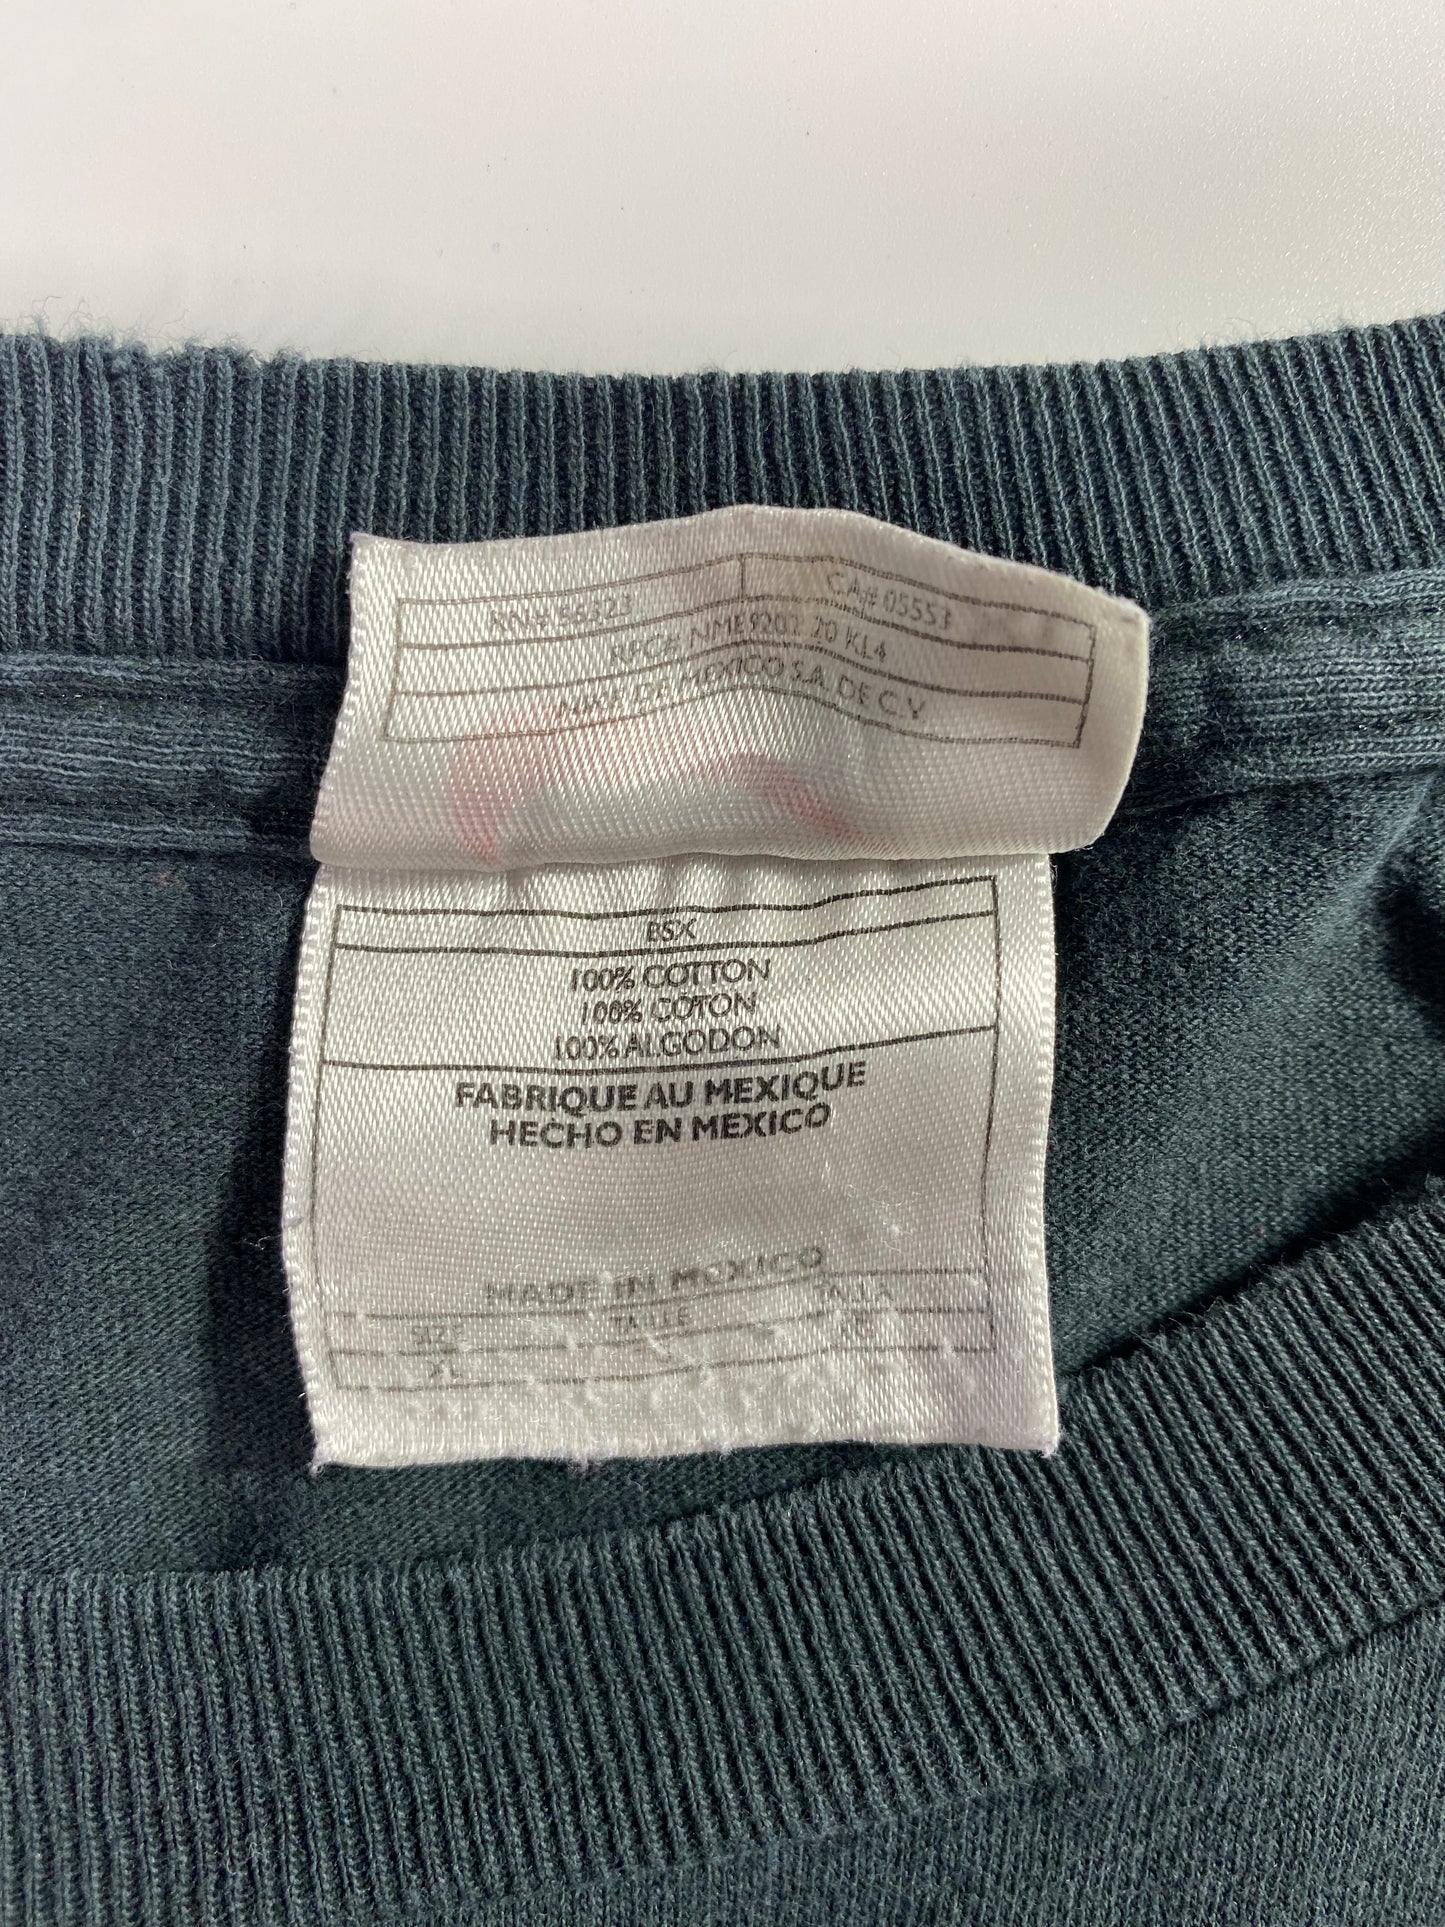 RN# 56323 CA# 05553
RFC# NME9202 20 KL4
NIKE DE MEXICO S.A. DE C.V.
BSX
100% COTTON
100% COTON
100% ALGODON
FABRIQUE AU MEXIQUE
HECHO EN MEXICO
MADE IN MEXICO
SIZE TAILLE TALLA
XL